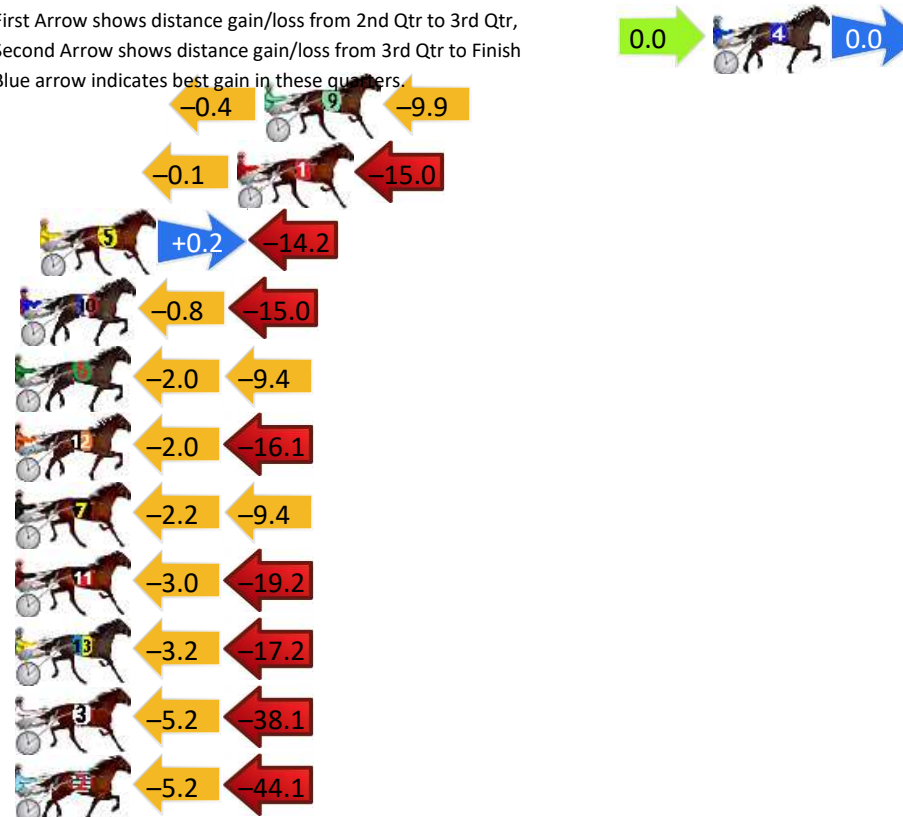 First Arrow shows distance gain/loss from 2nd Qtr to 3rd Qtr,
Second Arrow shows distance gain/loss from 3rd Qtr to Finish
Blue arrow indicates best gain in these quarters.
0.0 4 0.0
−0.4 9 −9.9
−0.1 1 −15.0
5 +0.2 −14.2
10 −0.8 −15.0
6 −2.0 −9.4
12 −2.0 −16.1
7 −2.2 −9.4
11 −3.0 −19.2
13 −3.2 −17.2
3 −5.2 −38.1
−5.2 −44.1